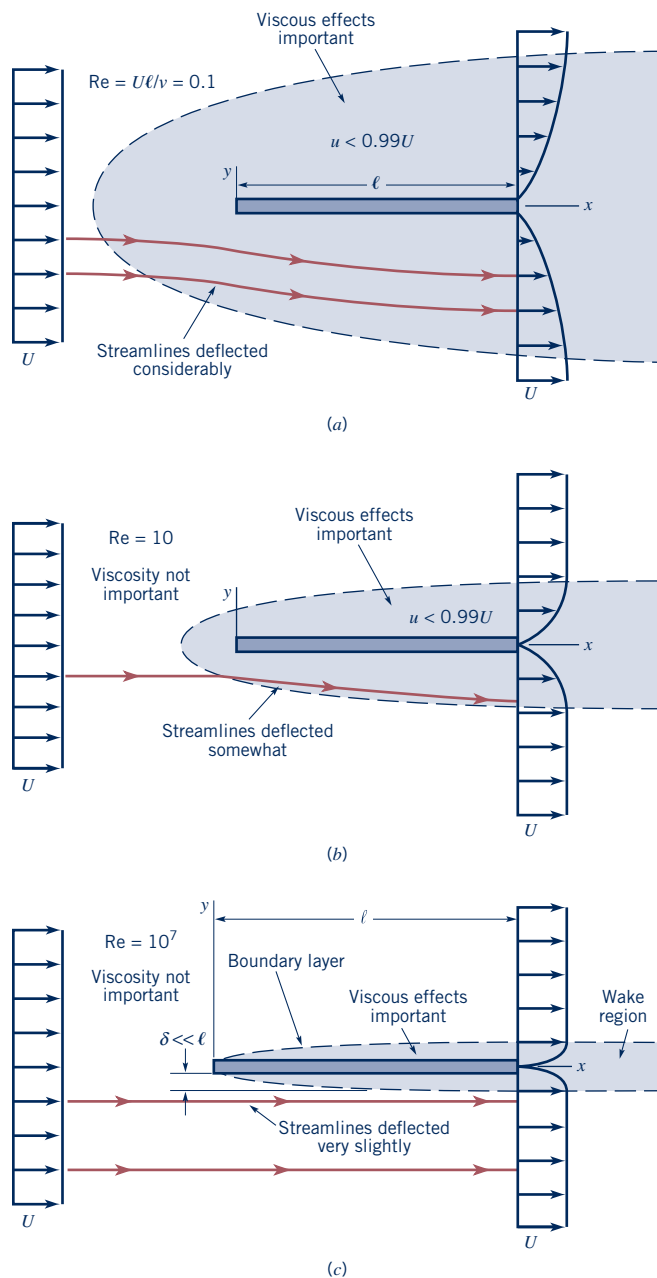 Viscous effects
important
Re = Uℓ/ν = 0.1
u < 0.99U
y
ℓ
x
Streamlines deflected
considerably
U
U
(a)
Re = 10
Viscous effects
important
Viscosity not
important
y
u < 0.99U
x
Streamlines deflected
somewhat
U
U
(b)
y
ℓ
Re = 10⁷
Boundary layer
Viscosity not
important
Viscous effects
important
Wake
region
δ << ℓ
x
Streamlines deflected
very slightly
U
U
(c)